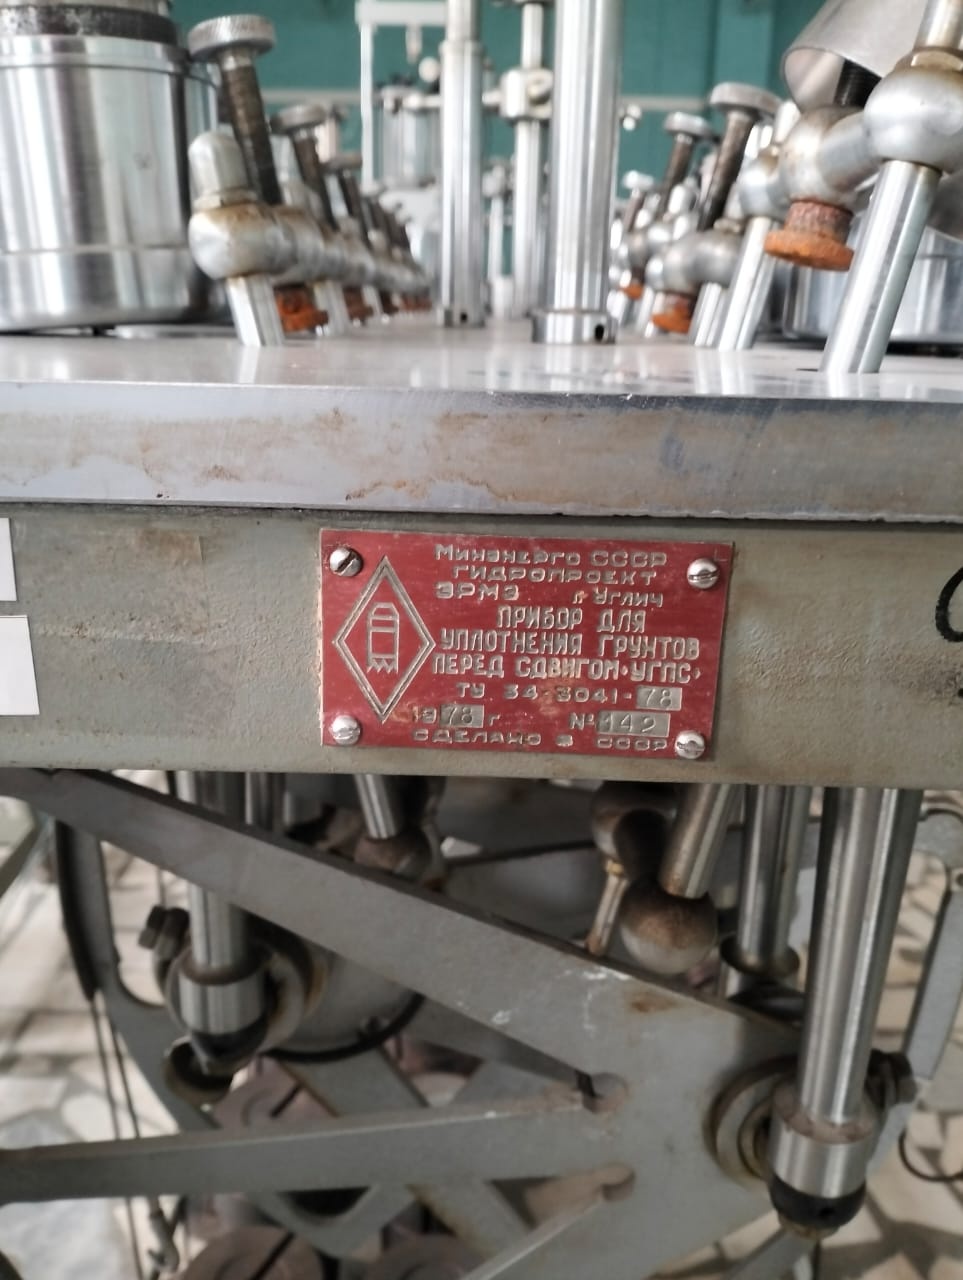 Минэнерго СССР
ГИДРОПРОЕКТ
ЭРМЗ г. Углич
ПРИБОР ДЛЯ
УПЛОТНЕНИЯ ГРУНТОВ
ПЕРЕД СДВИГОМ «УГПС»
ТУ. 34-3041-78
1978 г №142
СДЕЛАНО В СССР